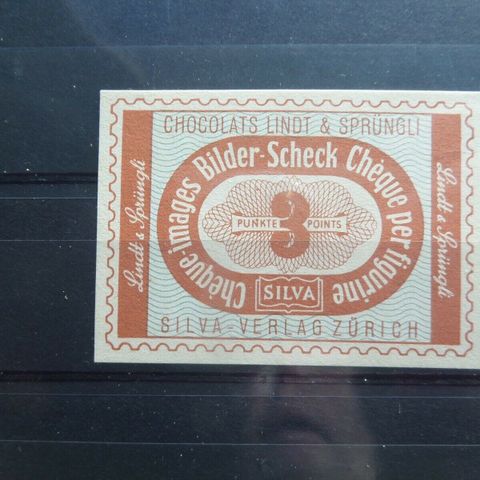 CHOCOLATS LINDT & SPRÜNGLI
Lindt & Sprüngli
Chèque-images Bilder-Scheck Chèque per figurine
3
PUNKTE POINTS
SILVA
Lindt & Sprüngli
SILVA-VERLAG ZÜRICH